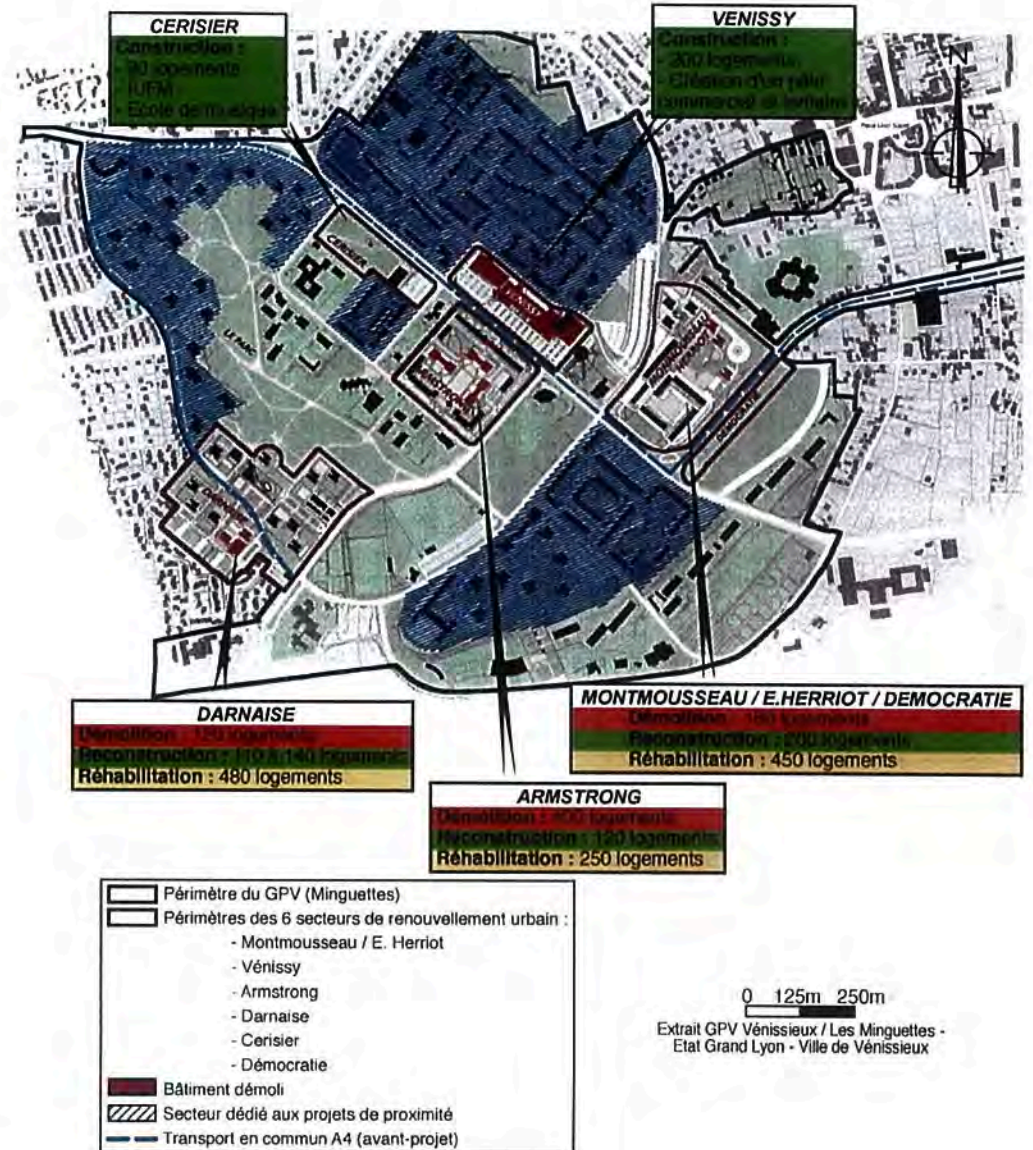 CERISIER
Construction :
- 90 logements
- IUFM
- Ecole de musique
VENISSY
Construction :
- 300 logements
- Création d'un pôle
commercial et tertiaire
N
CERISIER
VENISSY
LE PARC
ARMSTRONG
MONTMOUSSEAU
E. HERRIOT
DEMOCRATIE
DARNAISE
DARNAISE
Démolition :
Reconstruction : 110 à 140 logements
Réhabilitation : 480 logements
MONTMOUSSEAU / E.HERRIOT / DEMOCRATIE
Démolition : logements
Reconstruction : 200 logements
Réhabilitation : 450 logements
ARMSTRONG
Démolition : 400 logements
Reconstruction : 120 logements
Réhabilitation : 250 logements
Périmètre du GPV (Minguettes)
Périmètres des 6 secteurs de renouvellement urbain :
- Montmousseau / E. Herriot
- Vénissy
- Armstrong
- Darnaise
- Cerisier
- Démocratie
Bâtiment démoli
Secteur dédié aux projets de proximité
Transport en commun A4 (avant-projet)
0 125m 250m
Extrait GPV Vénissieux / Les Minguettes -
Etat Grand Lyon - Ville de Vénissieux